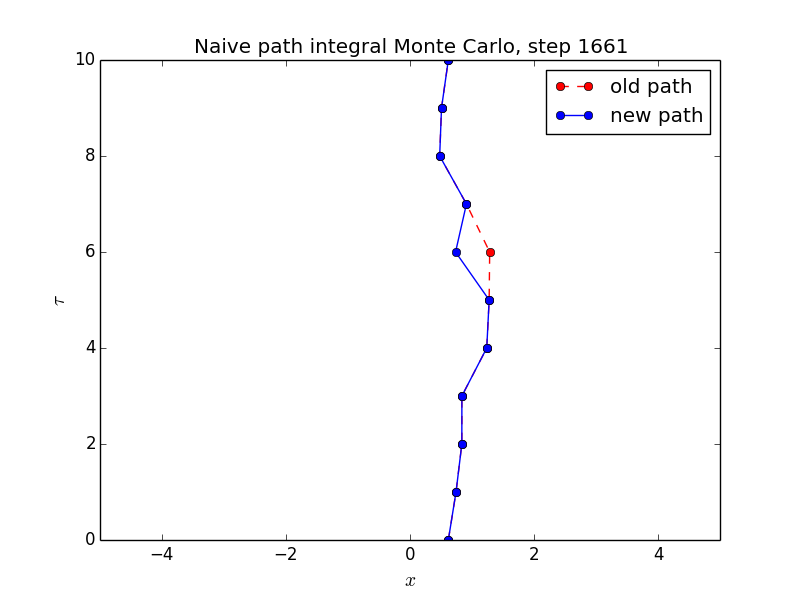 Naive path integral Monte Carlo, step 1661
10
old path
new path
8
6
τ
4
2
0
−4 −2 0 2 4
x